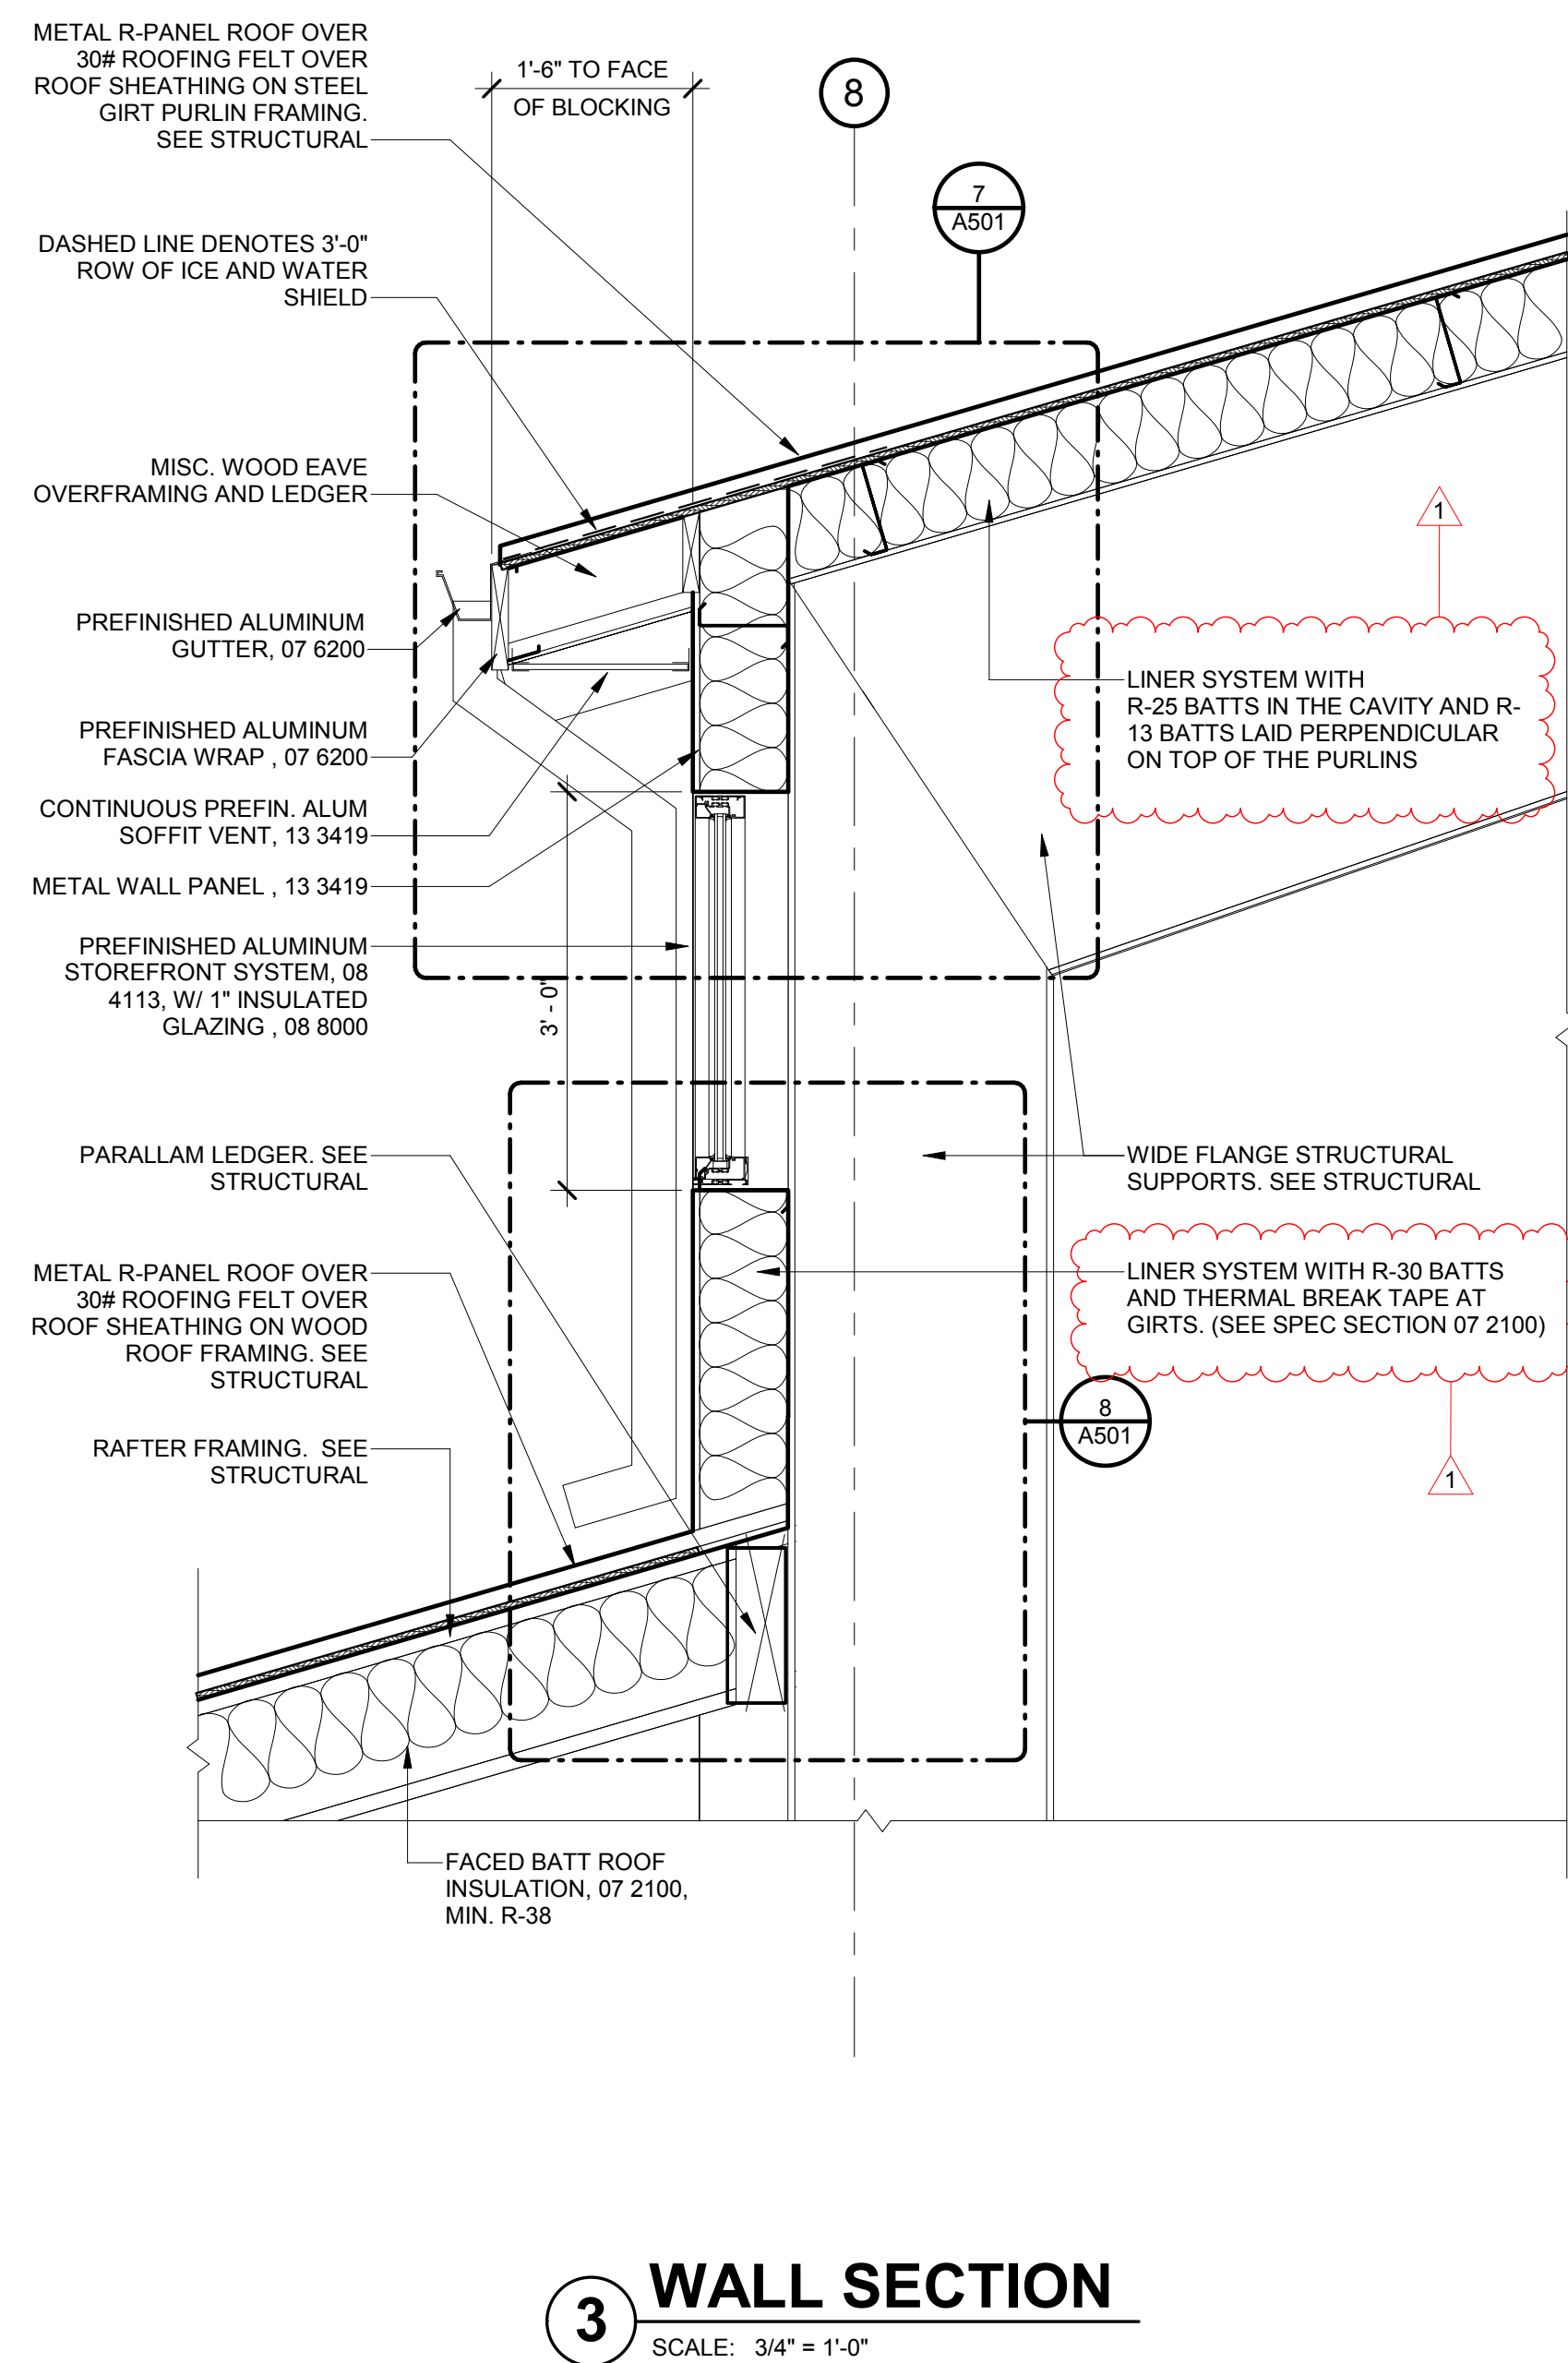 METAL R-PANEL ROOF OVER
30# ROOFING FELT OVER
ROOF SHEATHING ON STEEL
GIRT PURLIN FRAMING.
SEE STRUCTURAL
1'-6" TO FACE
OF BLOCKING
8
7
A501
DASHED LINE DENOTES 3'-0"
ROW OF ICE AND WATER
SHIELD
MISC. WOOD EAVE
OVERFRAMING AND LEDGER
1
PREFINISHED ALUMINUM
GUTTER, 07 6200
LINER SYSTEM WITH
R-25 BATTS IN THE CAVITY AND R-
13 BATTS LAID PERPENDICULAR
ON TOP OF THE PURLINS
PREFINISHED ALUMINUM
FASCIA WRAP , 07 6200
CONTINUOUS PREFIN. ALUM
SOFFIT VENT, 13 3419
METAL WALL PANEL , 13 3419
PREFINISHED ALUMINUM
STOREFRONT SYSTEM, 08
4113, W/ 1" INSULATED
GLAZING , 08 8000
3' - 0"
PARALLAM LEDGER. SEE
STRUCTURAL
WIDE FLANGE STRUCTURAL
SUPPORTS. SEE STRUCTURAL
METAL R-PANEL ROOF OVER
30# ROOFING FELT OVER
ROOF SHEATHING ON WOOD
ROOF FRAMING. SEE
STRUCTURAL
LINER SYSTEM WITH R-30 BATTS
AND THERMAL BREAK TAPE AT
GIRTS. (SEE SPEC SECTION 07 2100)
8
A501
RAFTER FRAMING.  SEE
STRUCTURAL
1
FACED BATT ROOF
INSULATION, 07 2100,
MIN. R-38
3
WALL SECTION
SCALE:   3/4" = 1'-0"